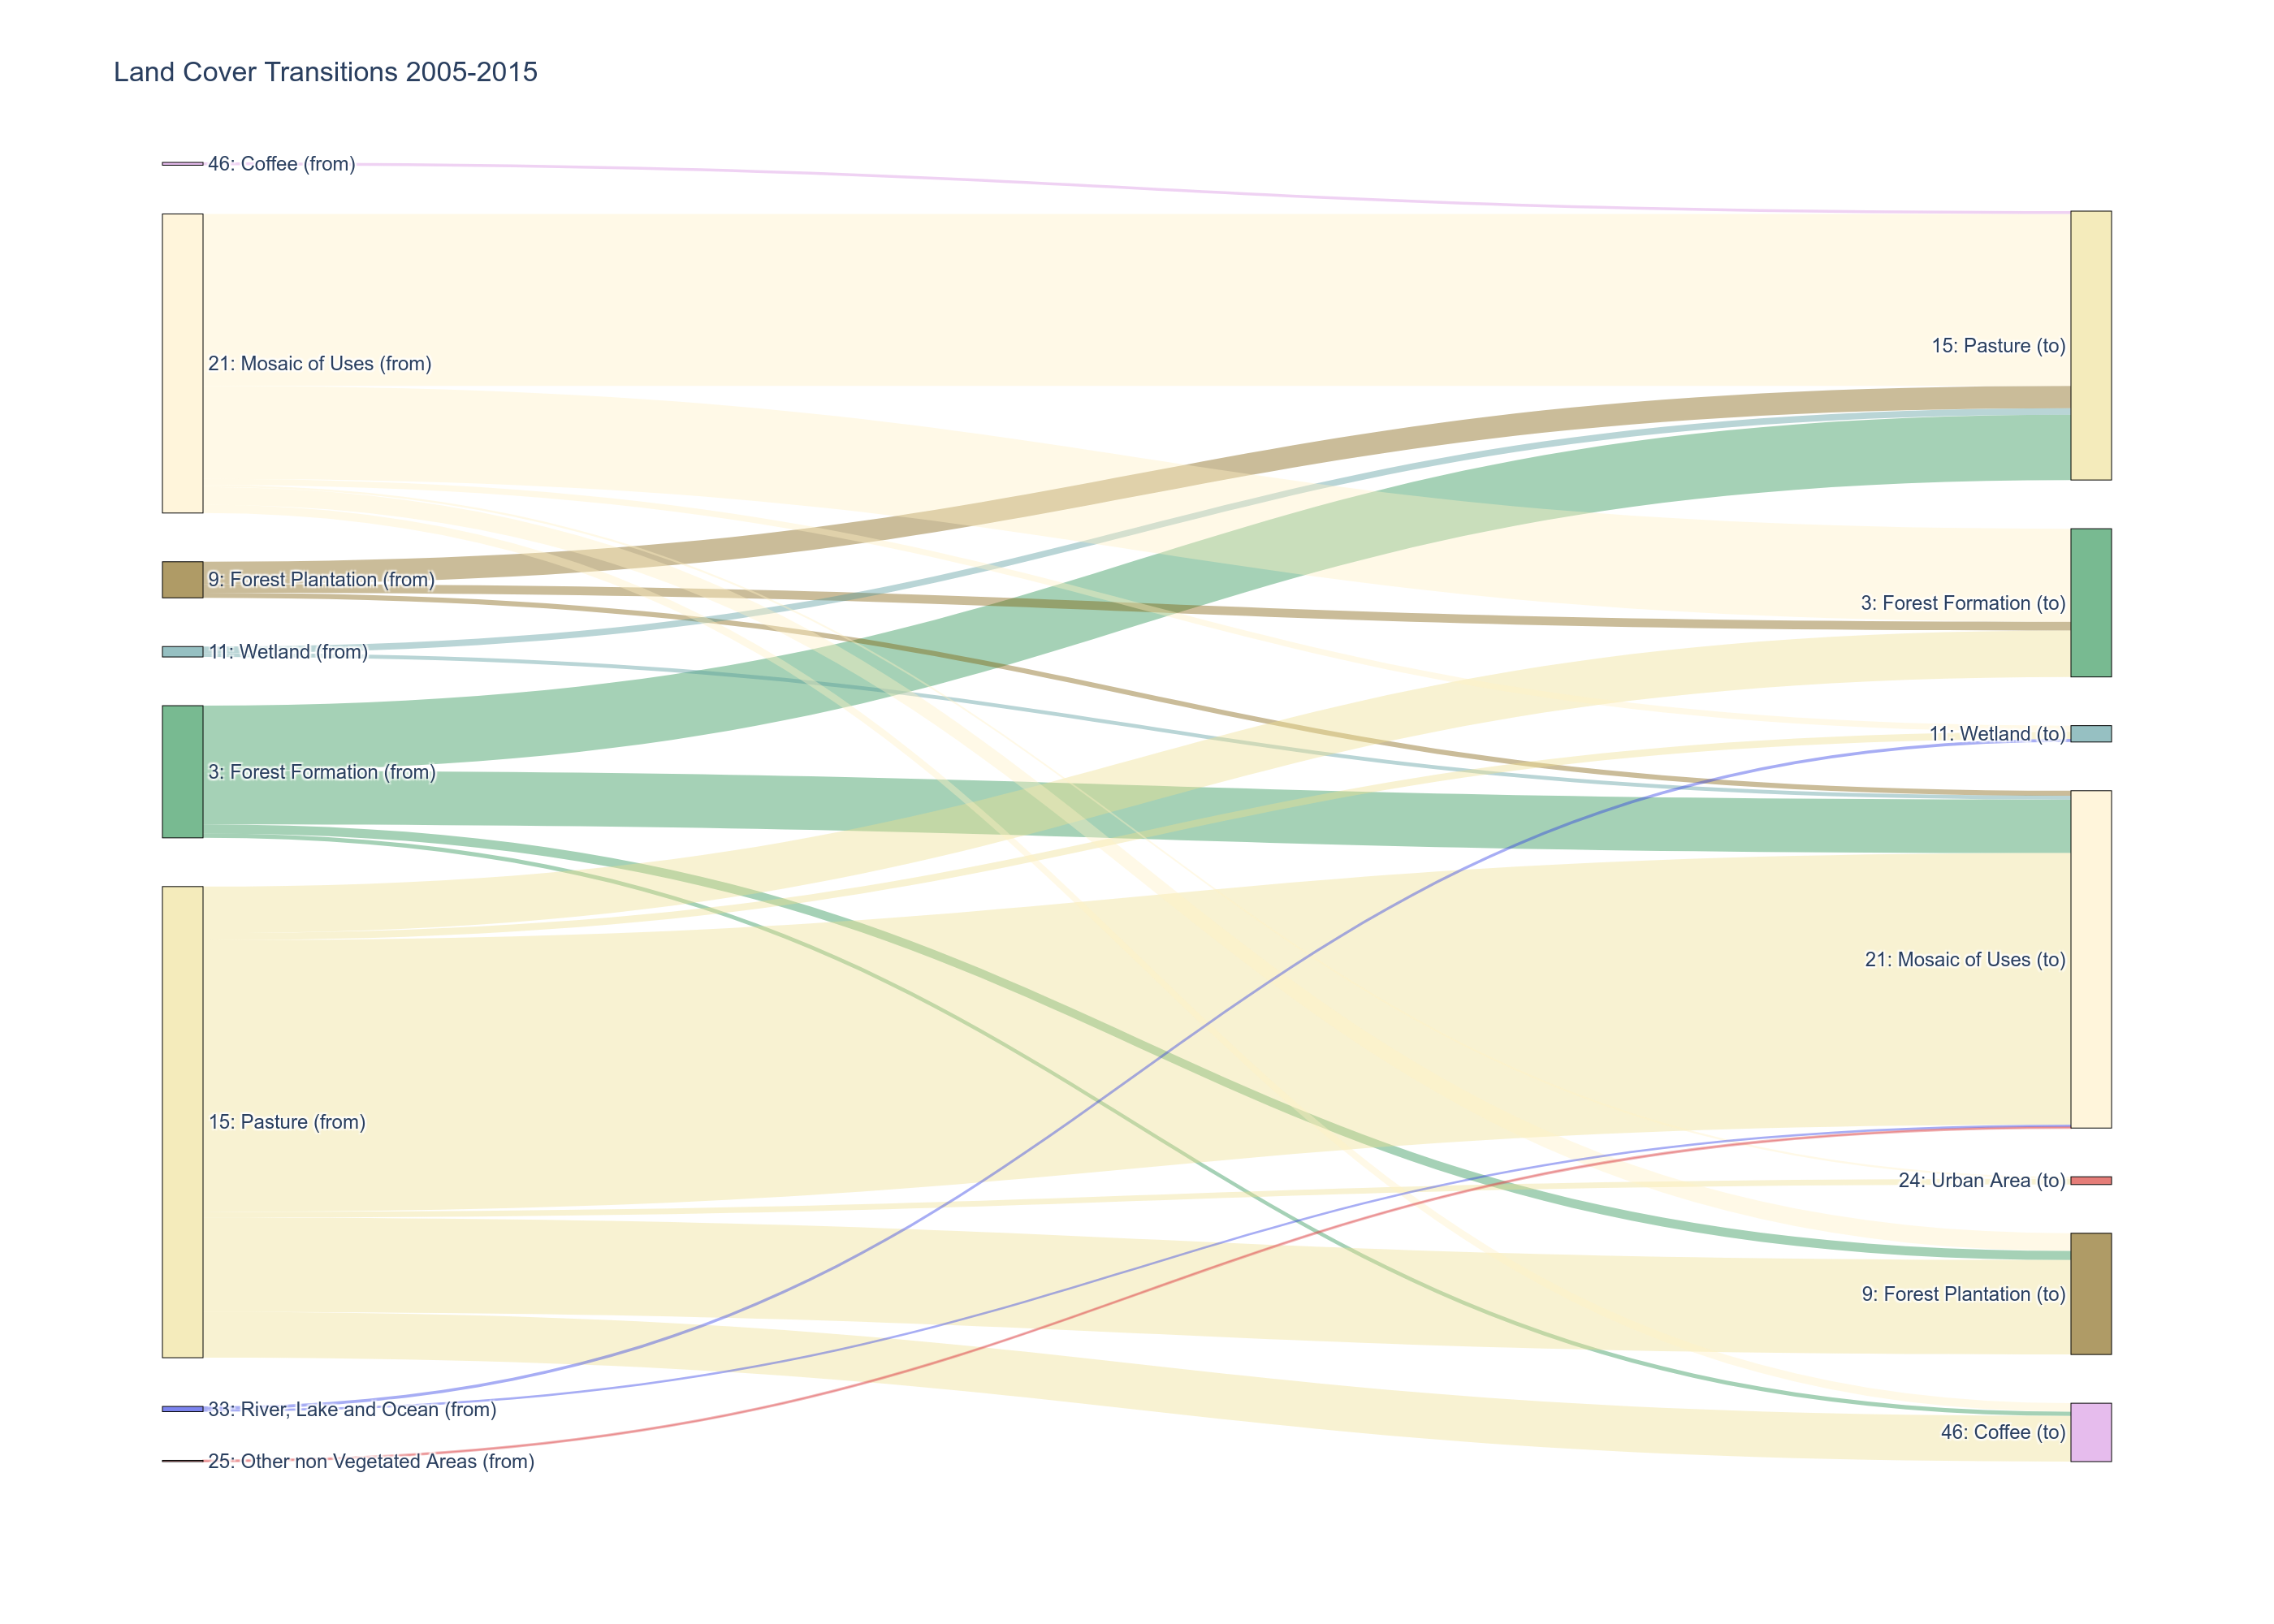 Land Cover Transitions 2005-2015
46: Coffee (from)
21: Mosaic of Uses (from)
9: Forest Plantation (from)
11: Wetland (from)
3: Forest Formation (from)
15: Pasture (from)
33: River, Lake and Ocean (from)
25: Other non Vegetated Areas (from)
15: Pasture (to)
3: Forest Formation (to)
11: Wetland (to)
21: Mosaic of Uses (to)
24: Urban Area (to)
9: Forest Plantation (to)
46: Coffee (to)